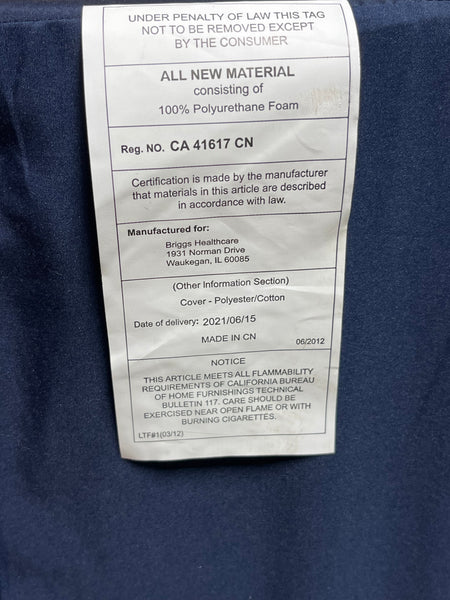 UNDER PENALTY OF LAW THIS TAG
NOT TO BE REMOVED EXCEPT
BY THE CONSUMER
ALL NEW MATERIAL
consisting of
100% Polyurethane Foam
Reg. NO. CA 41617 CN
Certification is made by the manufacturer
that materials in this article are described
in accordance with law.
Manufactured for:
Briggs Healthcare
1931 Norman Drive
Waukegan, IL 60085
(Other Information Section)
Cover - Polyester/Cotton
Date of delivery: 2021/06/15
MADE IN CN
06/2012
NOTICE
THIS ARTICLE MEETS ALL FLAMMABILITY
REQUIREMENTS OF CALIFORNIA BUREAU
OF HOME FURNISHINGS TECHNICAL
BULLETIN 117. CARE SHOULD BE
EXERCISED NEAR OPEN FLAME OR WITH
BURNING CIGARETTES.
LTF#1(03/12)